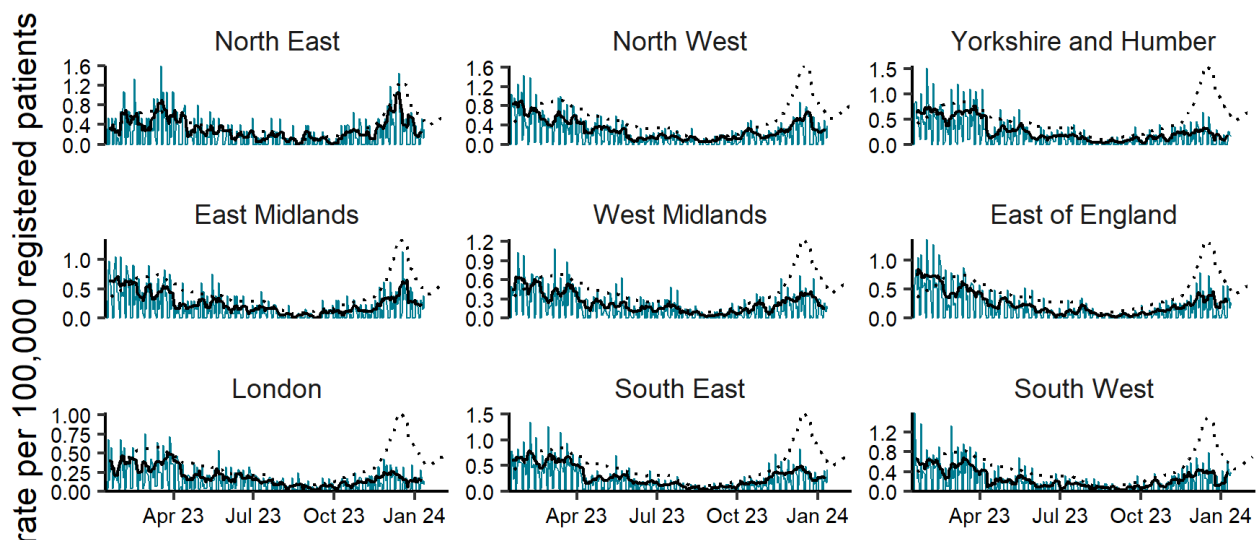 rate per 100,000 registered patients
North East
North West
Yorkshire and Humber
1.6
1.2
0.8
0.4
0.0
1.6
1.2
0.8
0.4
0.0
1.5
1.0
0.5
0.0
East Midlands
West Midlands
East of England
1.0
0.5
0.0
1.2
0.9
0.6
0.3
0.0
1.0
0.5
0.0
London
South East
South West
1.00
0.75
0.50
0.25
0.00
1.5
1.0
0.5
0.0
1.2
0.8
0.4
0.0
Apr 23 Jul 23 Oct 23 Jan 24
Apr 23 Jul 23 Oct 23 Jan 24
Apr 23 Jul 23 Oct 23 Jan 24